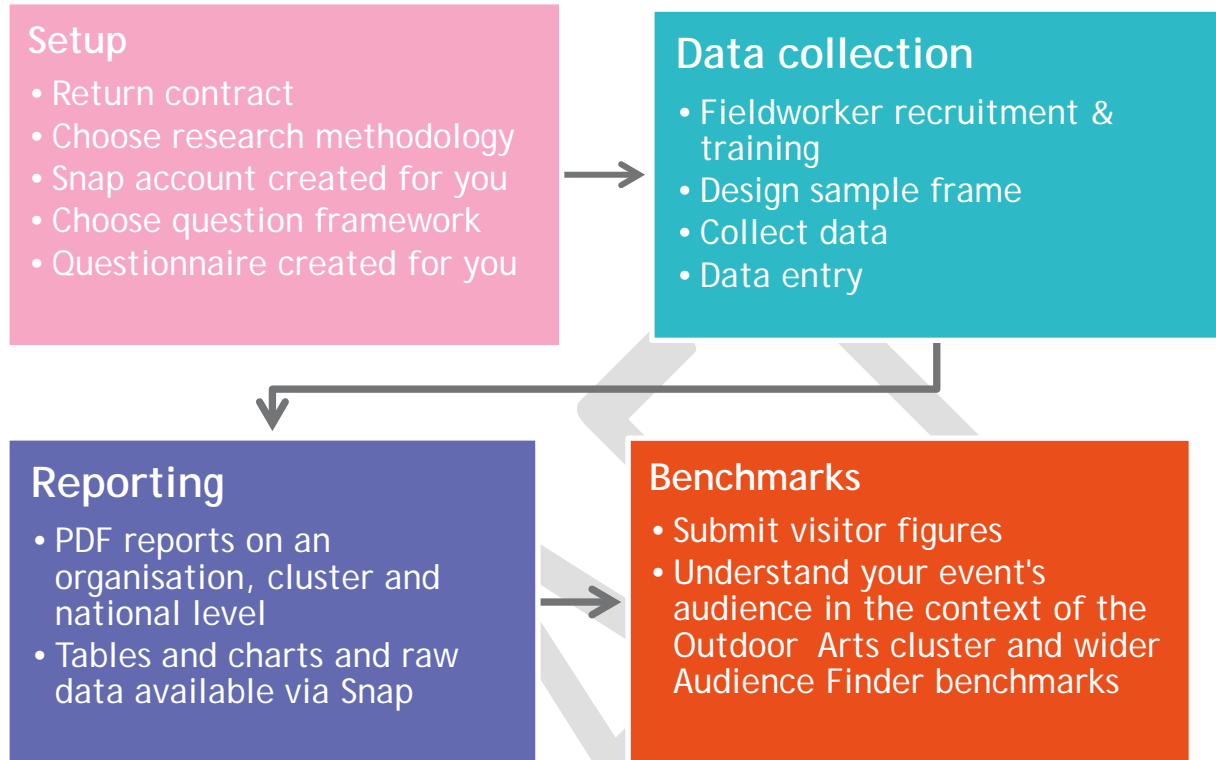 Setup
• Return contract
• Choose research methodology
• Snap account created for you
• Choose question framework
• Questionnaire created for you
Data collection
• Fieldworker recruitment &
training
• Design sample frame
• Collect data
• Data entry
Reporting
• PDF reports on an
organisation, cluster and
national level
• Tables and charts and raw
data available via Snap
Benchmarks
• Submit visitor figures
• Understand your event's
audience in the context of the
Outdoor Arts cluster and wider
Audience Finder benchmarks